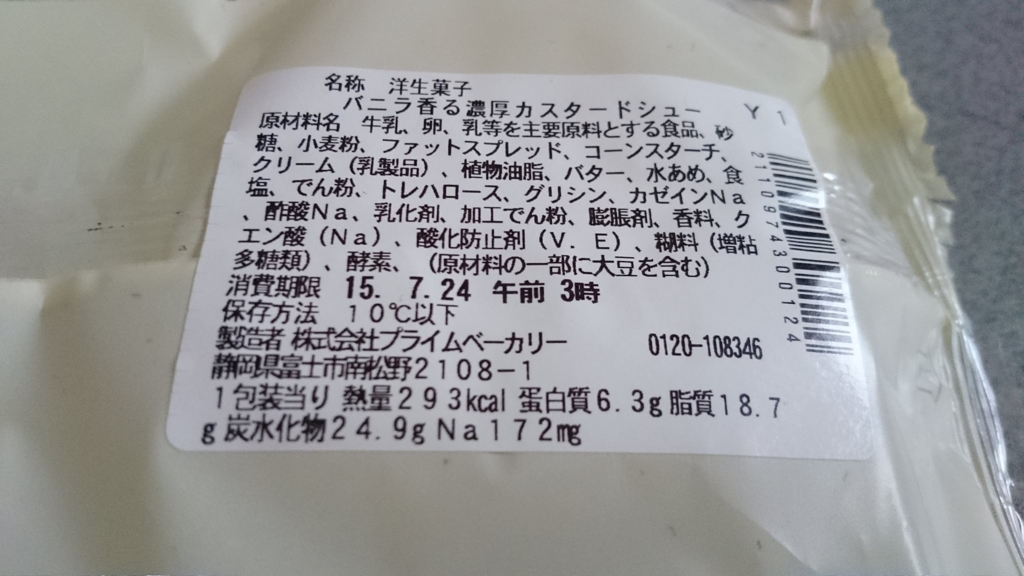 名称 洋生菓子
バニラ香る濃厚カスタードシュー Y1
原材料名 牛乳、卵、乳等を主要原料とする食品、砂
糖、小麦粉、ファットスプレッド、コーンスターチ、
クリーム(乳製品)、植物油脂、バター、水あめ、食
塩、でん粉、トレハロース、グリシン、カゼインNa
、酢酸Na、乳化剤、加工でん粉、膨脹剤、香料、ク
エン酸(Na)、酸化防止剤(V.E)、糊料(増粘
多糖類)、酵素、(原材料の一部に大豆を含む)
消費期限 15. 7.24 午前 3時
保存方法 10℃以下
製造者 株式会社プライムベーカリー 0120-108346
静岡県富士市南松野2108-1
1包装当り 熱量293kcal 蛋白質6.3g 脂質18.7
g 炭水化物24.9g Na172mg
2110974300124